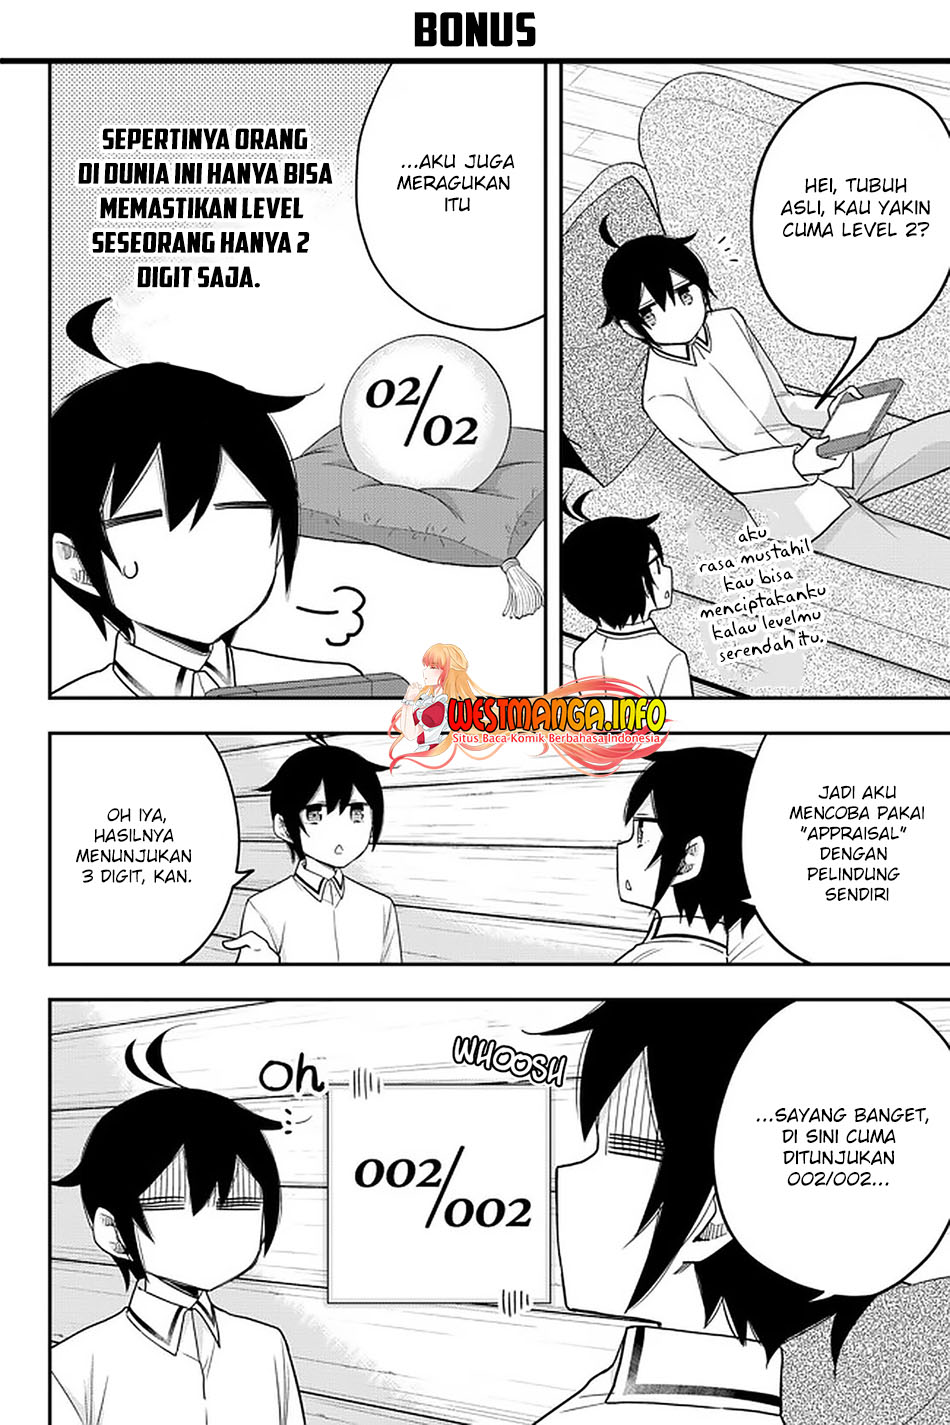 BONUS
HEI, TUBUH
ASLI, KAU YAKIN
CUMA LEVEL 2?
aku
rasa mustahil
kau bisa
menciptakanku
kalau levelmu
serendah itu.
...AKU JUGA
MERAGUKAN
ITU
02/02
SEPERTINYA ORANG
DI DUNIA INI HANYA BISA
MEMASTIKAN LEVEL
SESEORANG HANYA 2
DIGIT SAJA.
WESTMANGA.INFO
Situs Baca Komik Berbahasa Indonesia
JADI AKU
MENCOBA PAKAI
"APPRAISAL"
DENGAN
PELINDUNG
SENDIRI
OH IYA,
HASILNYA
MENUNJUKAN
3 DIGIT, KAN.
...SAYANG BANGET,
DI SINI CUMA
DITUNJUKAN
002/002...
WHOOSH
002/002
Oh